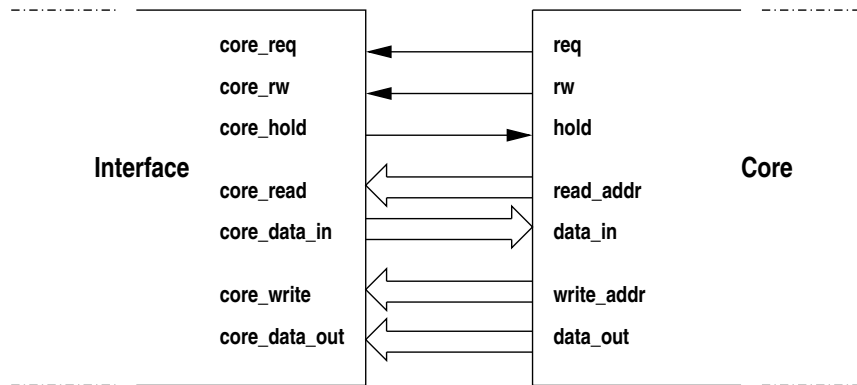 core_req req
core_rw rw
core_hold hold
Interface Core
core_read read_addr
core_data_in data_in
core_write write_addr
core_data_out data_out